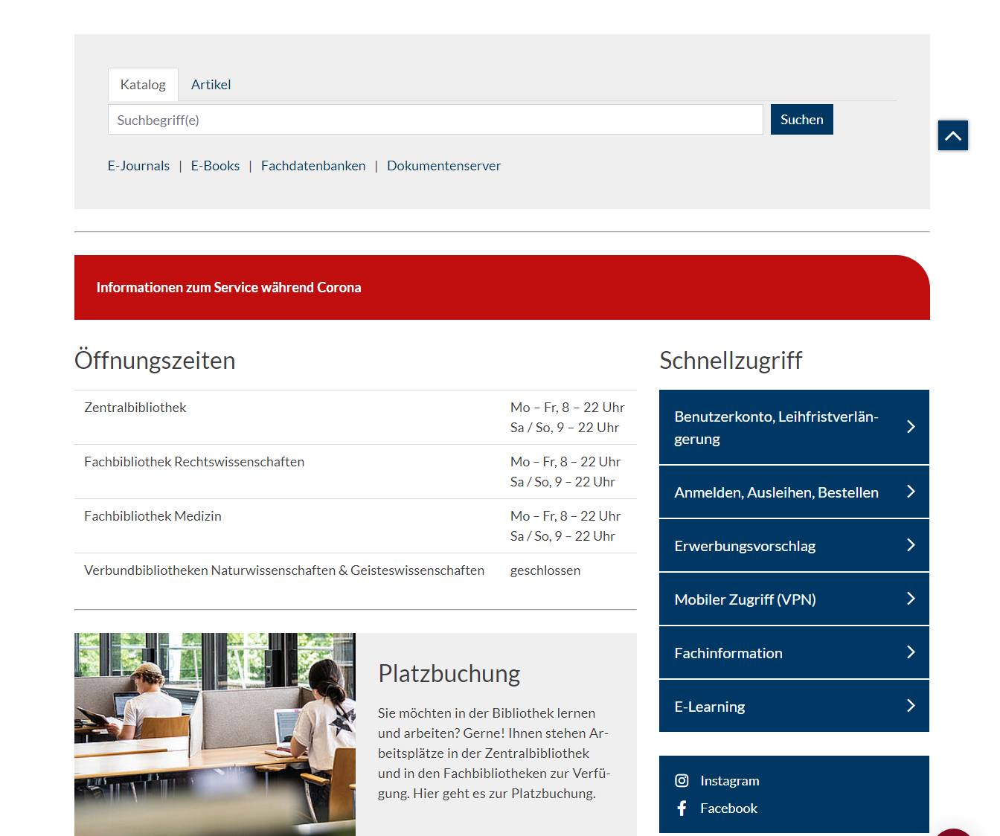 Katalog Artikel
Suchbegriff(e) Suchen
E-Journals | E-Books | Fachdatenbanken | Dokumentenserver
Informationen zum Service während Corona
Öffnungszeiten
Zentralbibliothek Mo – Fr, 8 – 22 Uhr
Sa / So, 9 – 22 Uhr
Fachbibliothek Rechtswissenschaften Mo – Fr, 8 – 22 Uhr
Sa / So, 9 – 22 Uhr
Fachbibliothek Medizin Mo – Fr, 8 – 22 Uhr
Sa / So, 9 – 22 Uhr
Verbundbibliotheken Naturwissenschaften & Geisteswissenschaften geschlossen
Platzbuchung
Sie möchten in der Bibliothek lernen
und arbeiten? Gerne! Ihnen stehen Ar-
beitsplätze in der Zentralbibliothek
und in den Fachbibliotheken zur Verfü-
gung. Hier geht es zur Platzbuchung.
Schnellzugriff
Benutzerkonto, Leihfristverlän-
gerung
Anmelden, Ausleihen, Bestellen
Erwerbungsvorschlag
Mobiler Zugriff (VPN)
Fachinformation
E-Learning
Instagram
Facebook